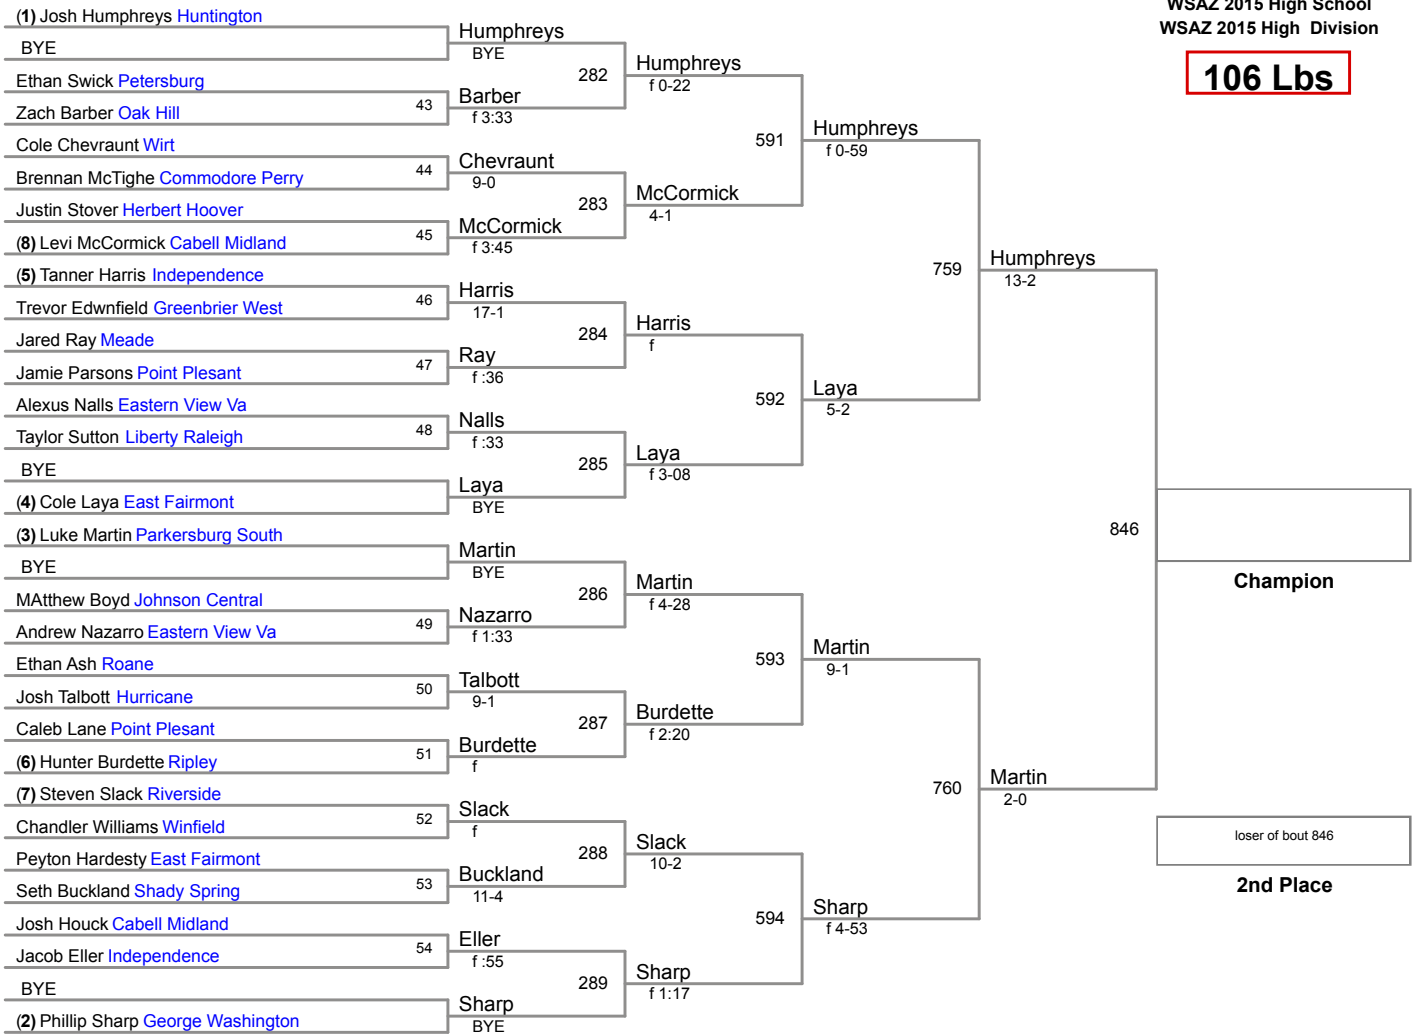 WSAZ 2015 High School
WSAZ 2015 High Division
106 Lbs
(1) Josh Humphreys Huntington
BYE
Ethan Swick Petersburg
Zach Barber Oak Hill
Cole Chevraunt Wirt
Brennan McTighe Commodore Perry
Justin Stover Herbert Hoover
(8) Levi McCormick Cabell Midland
(5) Tanner Harris Independence
Trevor Edwnfield Greenbrier West
Jared Ray Meade
Jamie Parsons Point Plesant
Alexus Nalls Eastern View Va
Taylor Sutton Liberty Raleigh
BYE
(4) Cole Laya East Fairmont
(3) Luke Martin Parkersburg South
BYE
MAtthew Boyd Johnson Central
Andrew Nazarro Eastern View Va
Ethan Ash Roane
Josh Talbott Hurricane
Caleb Lane Point Plesant
(6) Hunter Burdette Ripley
(7) Steven Slack Riverside
Chandler Williams Winfield
Peyton Hardesty East Fairmont
Seth Buckland Shady Spring
Josh Houck Cabell Midland
Jacob Eller Independence
BYE
(2) Phillip Sharp George Washington
43
44
45
46
47
48
49
50
51
52
53
54
Humphreys
BYE
Barber
f 3:33
Chevraunt
9-0
McCormick
f 3:45
Harris
17-1
Ray
f :36
Nalls
f :33
Laya
BYE
Martin
BYE
Nazarro
f 1:33
Talbott
9-1
Burdette
f
Slack
f
Buckland
11-4
Eller
f :55
Sharp
BYE
282
283
284
285
286
287
288
289
Humphreys
f 0-22
McCormick
4-1
Harris
f
Laya
f 3-08
Martin
f 4-28
Burdette
f 2:20
Slack
10-2
Sharp
f 1:17
591
592
593
594
Humphreys
f 0-59
Laya
5-2
Martin
9-1
Sharp
f 4-53
759
760
Humphreys
13-2
Martin
2-0
846
Champion
loser of bout 846
2nd Place